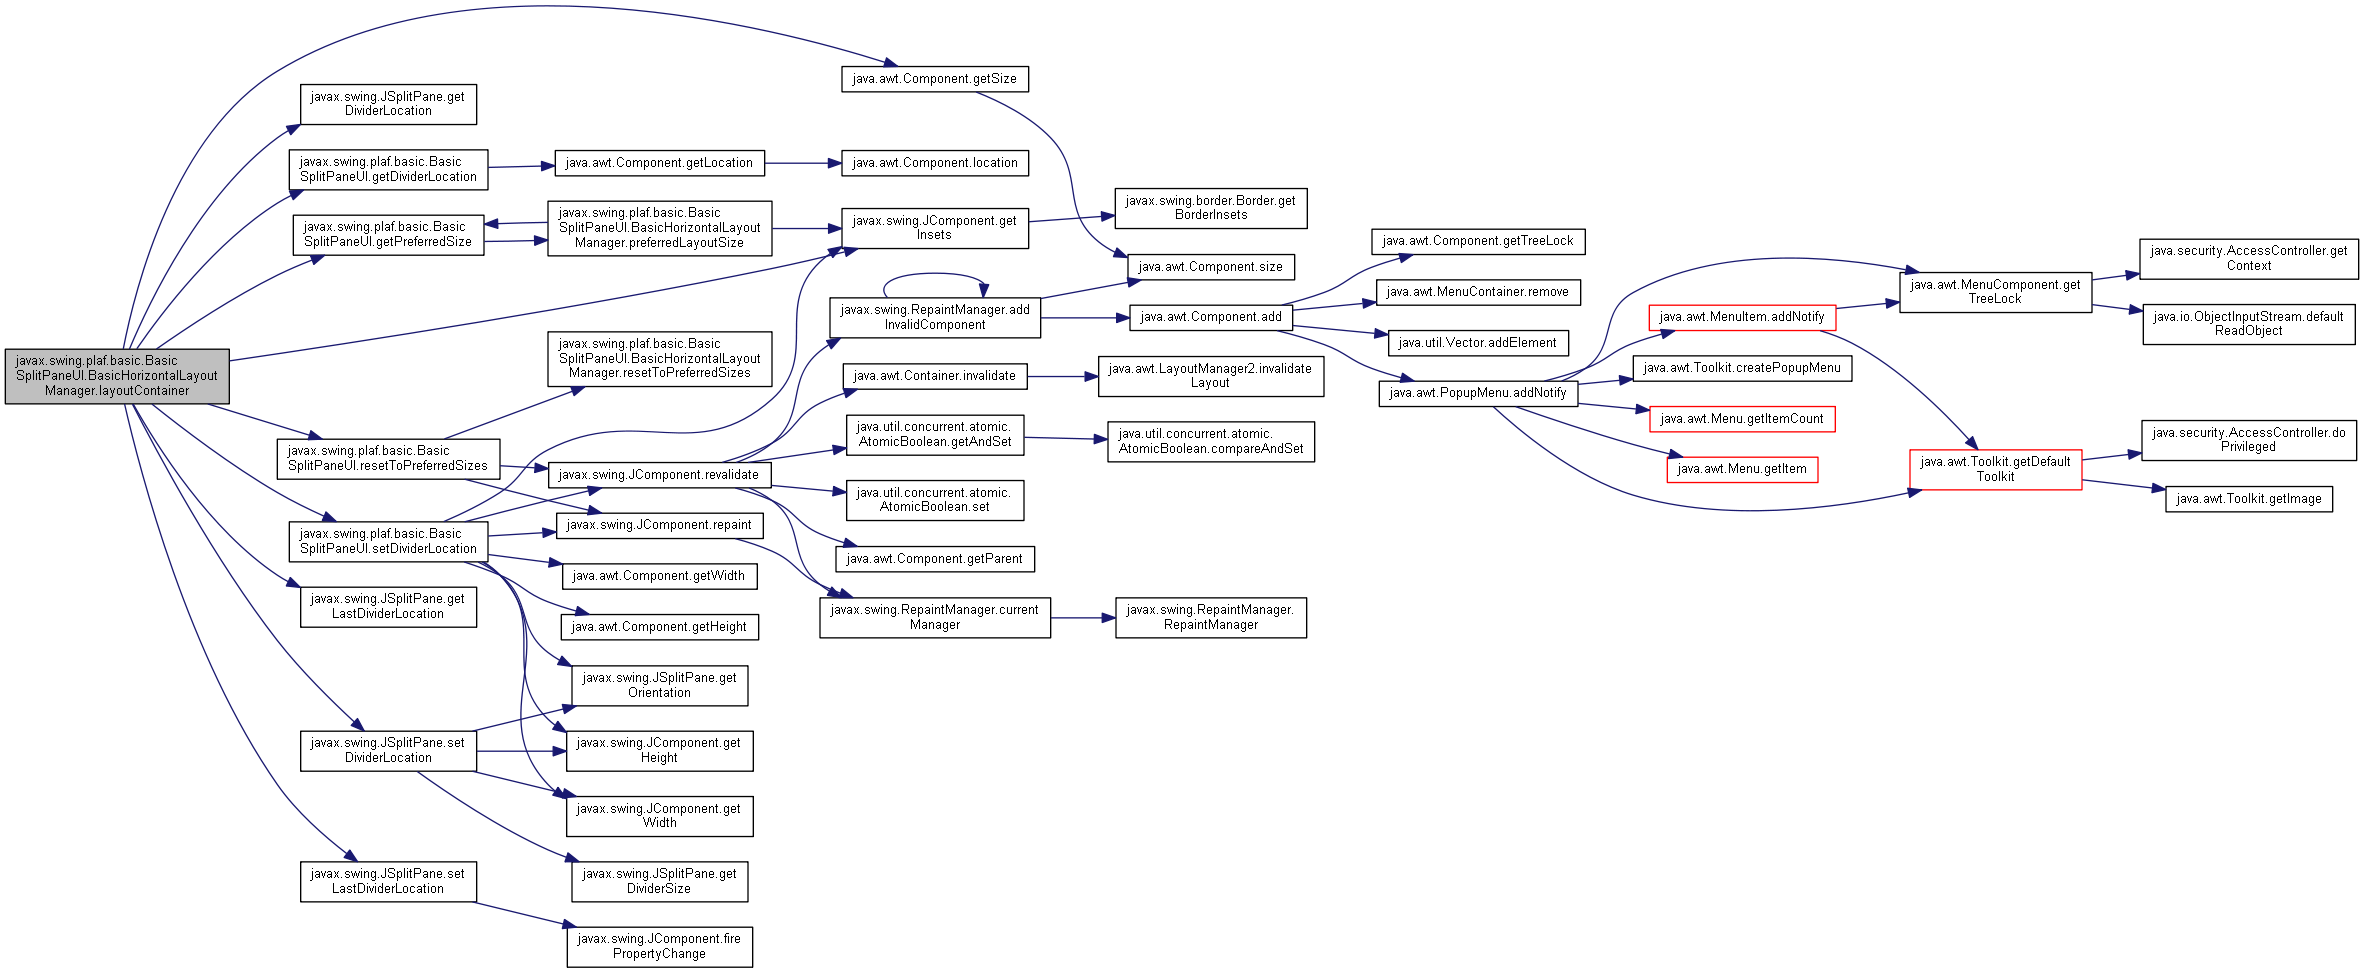 javax.swing.plaf.basic.Basic
SplitPaneUI.BasicHorizontalLayout
Manager.layoutContainer
javax.swing.JSplitPane.get
DividerLocation
javax.swing.plaf.basic.Basic
SplitPaneUI.getDividerLocation
javax.swing.plaf.basic.Basic
SplitPaneUI.getPreferredSize
javax.swing.plaf.basic.Basic
SplitPaneUI.resetToPreferredSizes
javax.swing.plaf.basic.Basic
SplitPaneUI.setDividerLocation
javax.swing.JSplitPane.get
LastDividerLocation
javax.swing.JSplitPane.set
DividerLocation
javax.swing.JSplitPane.set
LastDividerLocation
java.awt.Component.getLocation
javax.swing.plaf.basic.Basic
SplitPaneUI.BasicHorizontalLayout
Manager.preferredLayoutSize
javax.swing.plaf.basic.Basic
SplitPaneUI.BasicHorizontalLayout
Manager.resetToPreferredSizes
javax.swing.JComponent.revalidate
javax.swing.JComponent.repaint
java.awt.Component.getWidth
java.awt.Component.getHeight
javax.swing.JSplitPane.get
Orientation
javax.swing.JComponent.get
Height
javax.swing.JComponent.get
Width
javax.swing.JSplitPane.get
DividerSize
javax.swing.JComponent.fire
PropertyChange
java.awt.Component.getSize
java.awt.Component.location
javax.swing.JComponent.get
Insets
javax.swing.RepaintManager.add
InvalidComponent
java.awt.Container.invalidate
java.util.concurrent.atomic.
AtomicBoolean.getAndSet
java.util.concurrent.atomic.
AtomicBoolean.set
java.awt.Component.getParent
javax.swing.RepaintManager.current
Manager
javax.swing.border.Border.get
BorderInsets
java.awt.Component.size
java.awt.Component.add
java.awt.LayoutManager2.invalidate
Layout
java.util.concurrent.atomic.
AtomicBoolean.compareAndSet
javax.swing.RepaintManager.
RepaintManager
java.awt.Component.getTreeLock
java.awt.MenuContainer.remove
java.util.Vector.addElement
java.awt.PopupMenu.addNotify
java.awt.MenuItem.addNotify
java.awt.Toolkit.createPopupMenu
java.awt.Menu.getItemCount
java.awt.Menu.getItem
java.awt.MenuComponent.get
TreeLock
java.awt.Toolkit.getDefault
Toolkit
java.security.AccessController.get
Context
java.io.ObjectInputStream.default
ReadObject
java.security.AccessController.do
Privileged
java.awt.Toolkit.getImage